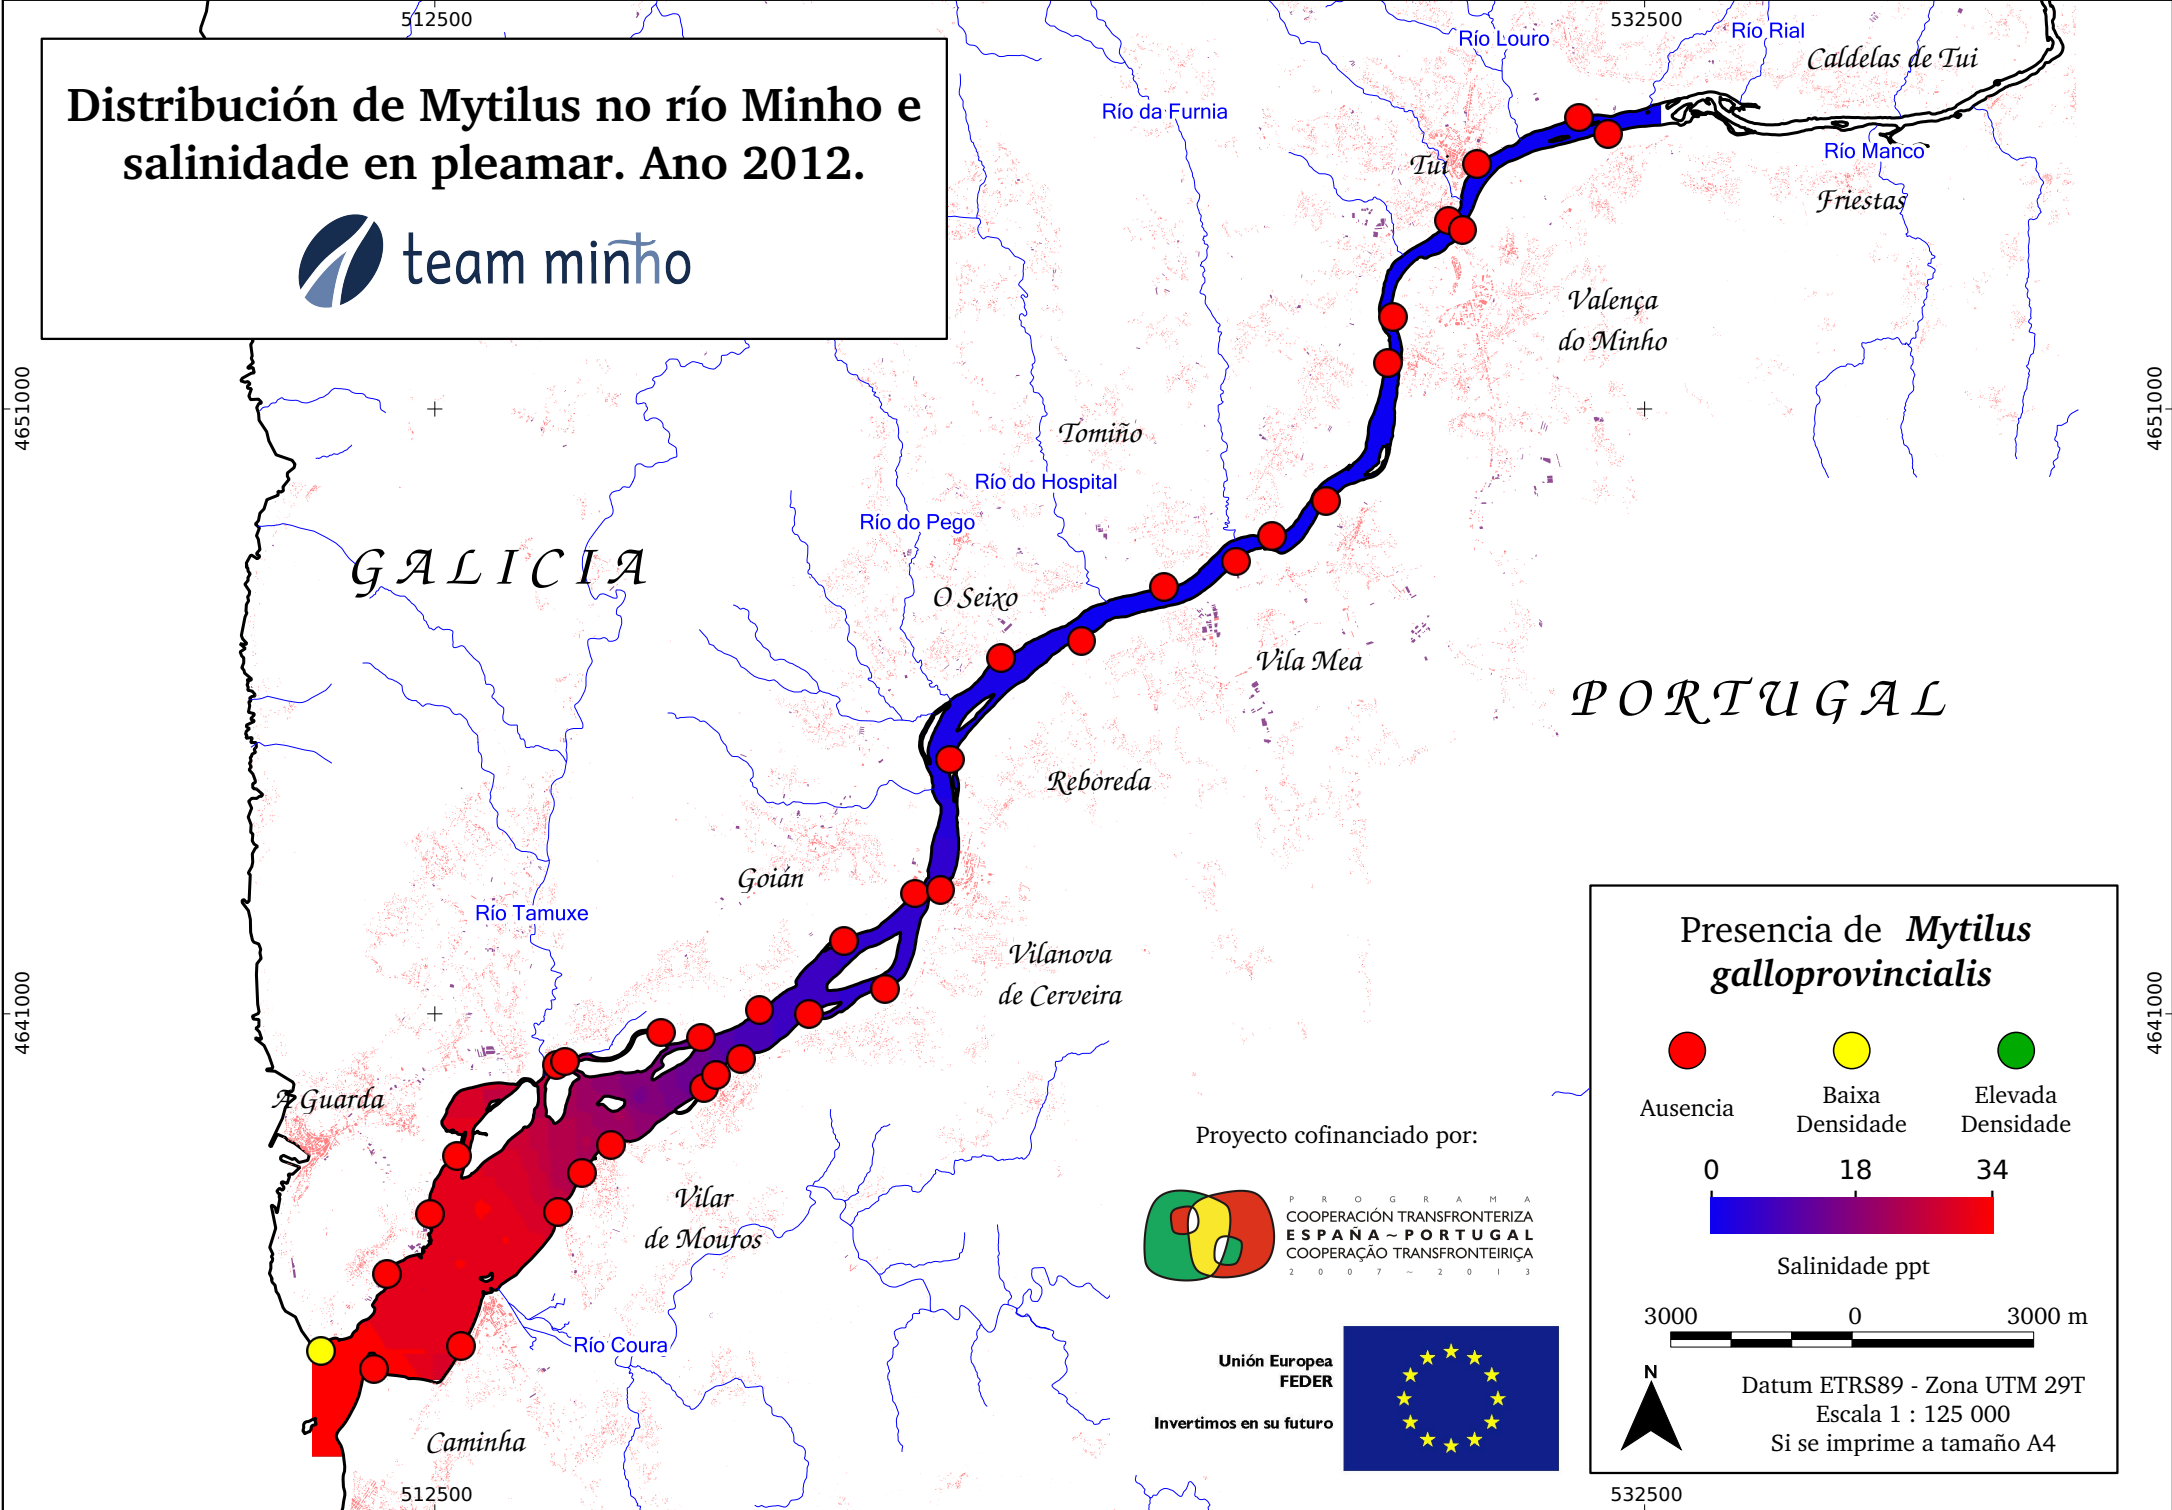 512500
532500
Distribución de Mytilus no río Minho e
salinidade en pleamar. Ano 2012.
team minho
Río Louro
Río Rial
Caldelas de Tui
Río da Furnia
Tui
Río Manco
Friestas
Valença
do Minho
4651000
4651000
Tomiño
Río do Hospital
Río do Pego
GALICIA
O Seixo
Vila Mea
PORTUGAL
Reboreda
Goián
Río Tamuxe
Vilanova
de Cerveira
4641000
4641000
A Guarda
Vilar
de Mouros
Río Coura
Caminha
Proyecto cofinanciado por:
PROGRAMA
COOPERACIÓN TRANSFRONTERIZA
ESPAÑA~PORTUGAL
COOPERAÇÃO TRANSFRONTEIRIÇA
2007~2013
Unión Europea
FEDER
Invertimos en su futuro
Presencia de Mytilus
galloprovincialis
Ausencia
Baixa
Densidade
Elevada
Densidade
0 18 34
Salinidade ppt
3000 0 3000 m
N
Datum ETRS89 - Zona UTM 29T
Escala 1 : 125 000
Si se imprime a tamaño A4
512500
532500